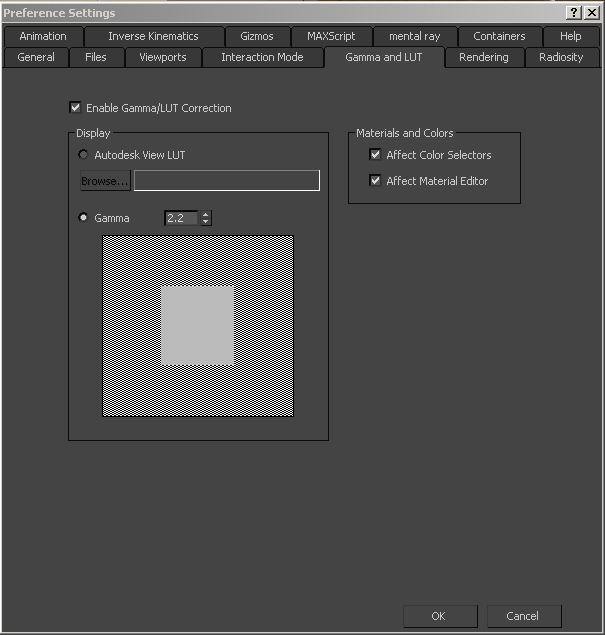 Preference Settings
Animation Inverse Kinematics Gizmos MAXScript mental ray Containers Help
General Files Viewports Interaction Mode Gamma and LUT Rendering Radiosity
Enable Gamma/LUT Correction
Display Materials and Colors
Autodesk View LUT Affect Color Selectors
Browse... Affect Material Editor
Gamma 2.2
OK Cancel